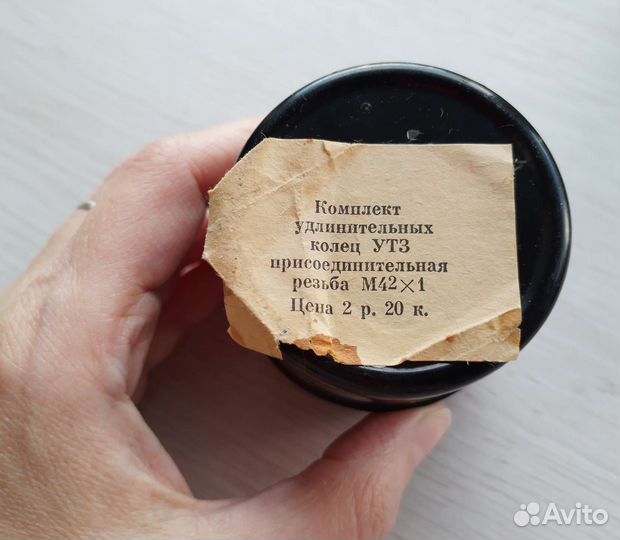 Комплект
удлинительных
колец УТЗ
присоединительная
резьба М42×1
Цена 2 р. 20 к.
Avito